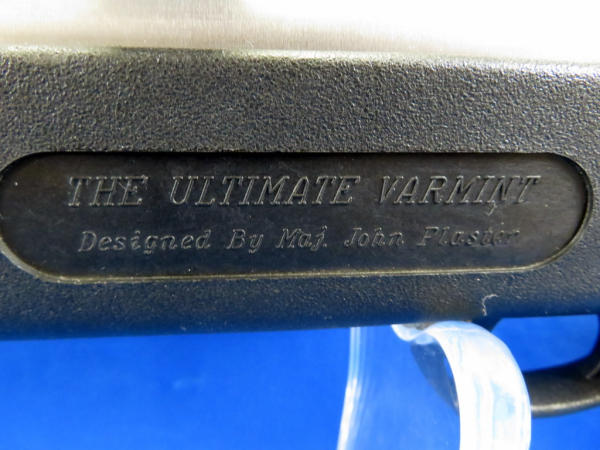 THE ULTIMATE VARMINT
Designed By Maj. John Plaster